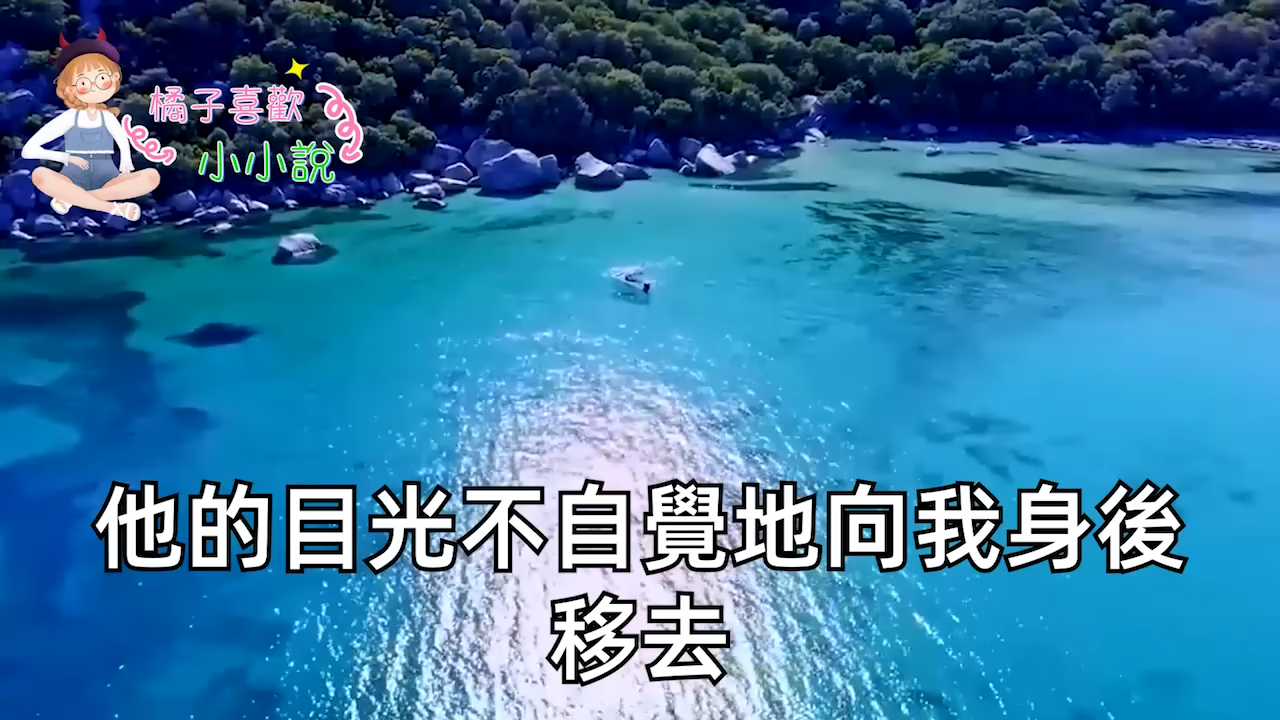 橘子喜歡
小小說
他的目光不自覺地向我身後
移去